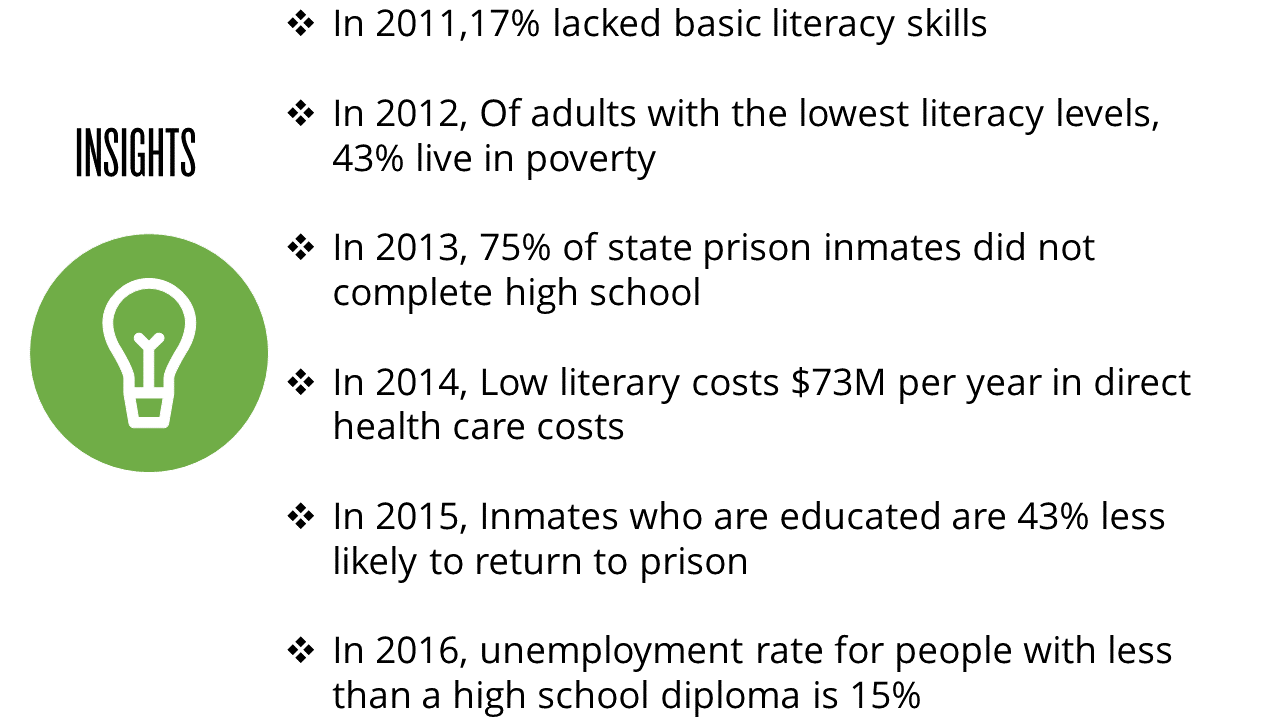 INSIGHTS
❖ In 2011,17% lacked basic literacy skills
❖ In 2012, Of adults with the lowest literacy levels,
43% live in poverty
❖ In 2013, 75% of state prison inmates did not
complete high school
❖ In 2014, Low literary costs $73M per year in direct
health care costs
❖ In 2015, Inmates who are educated are 43% less
likely to return to prison
❖ In 2016, unemployment rate for people with less
than a high school diploma is 15%